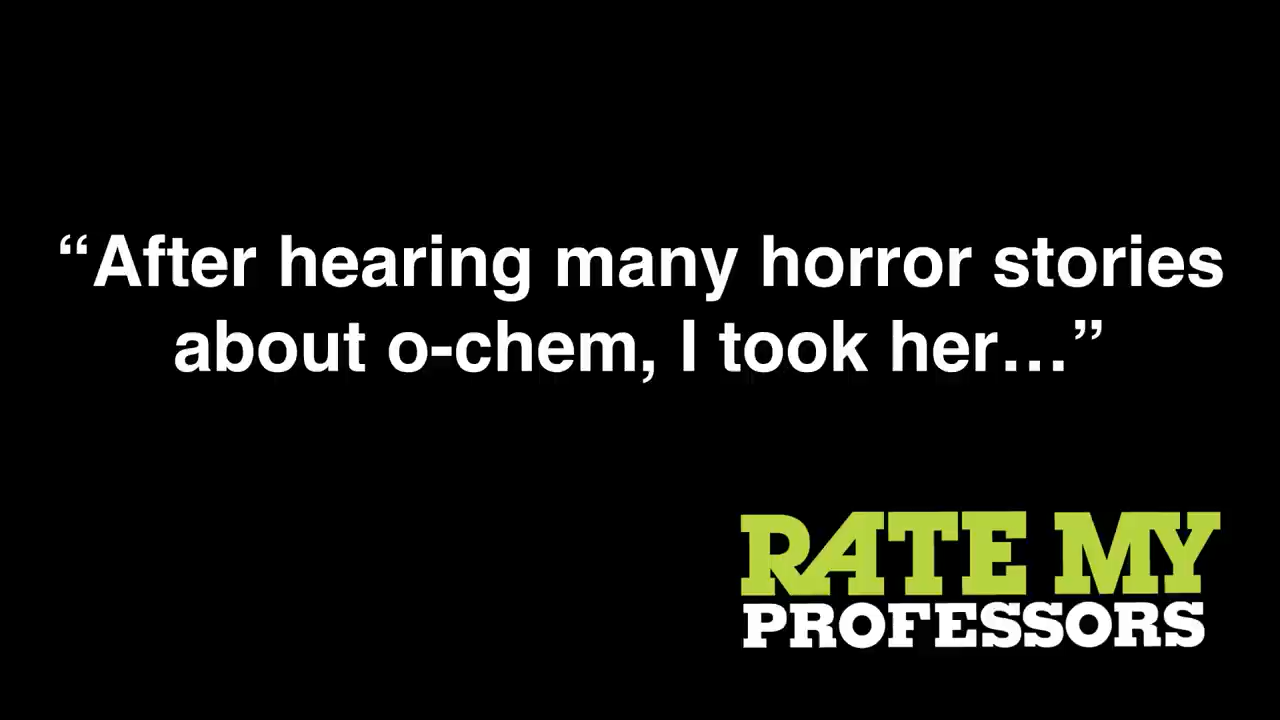 “After hearing many horror stories
about o-chem, I took her…”
RATE MY
PROFESSORS